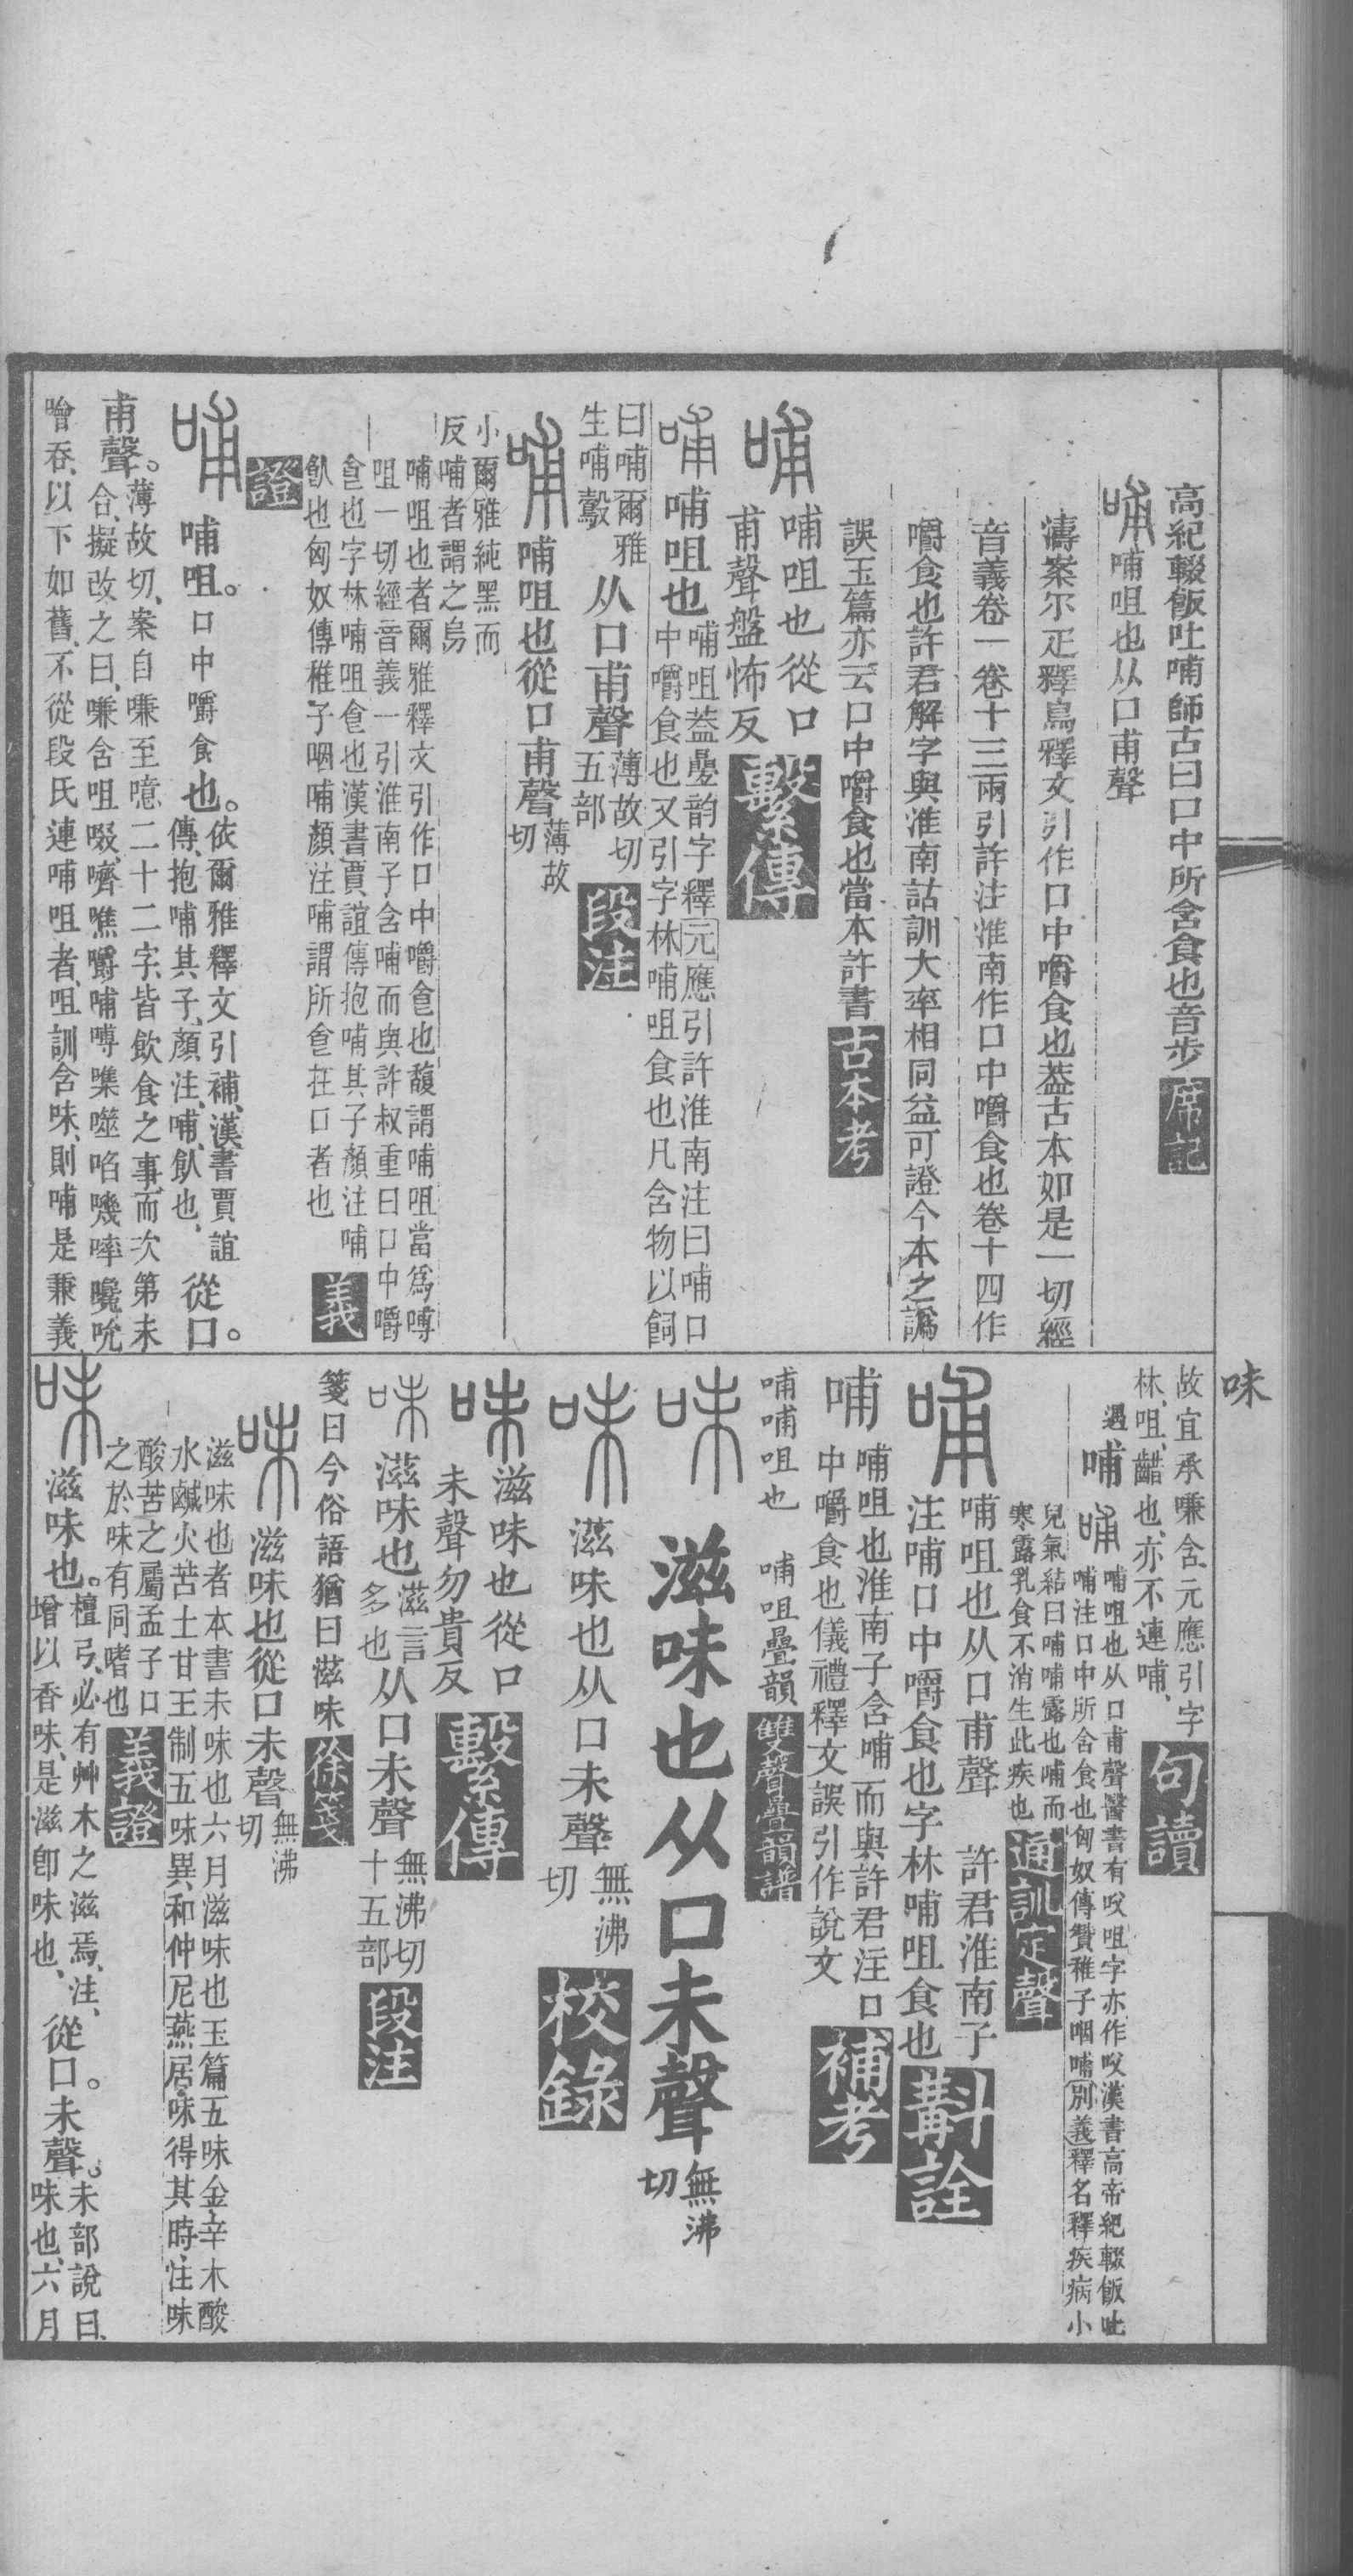 高紀輟飯吐哺師古曰口中所含食也音步 席記
哺 哺咀也从口甫聲
濤案尔疋釋鳥釋文引作口中嚼食也葢古本如是一切經
音義卷一卷十三兩引許注淮南作口中嚼食也卷十四作
嚼食也許君解字與淮南詁訓大率相同益可證今本之譌
誤玉篇亦云口中嚼食也當本許書 古本考
哺 哺咀也從口
甫聲盤怖反 繫傳
哺 哺咀也 哺咀葢疊韵字釋元應引許淮南注曰哺口
中嚼食也又引字林哺咀食也凡含物以飼
曰哺爾雅
生哺鷇 从口甫聲 薄故切
五部 段注
哺 哺咀也從口甫聲 薄故
切
小爾雅純黑而
反哺者謂之烏
哺咀也者爾雅釋文引作口中嚼𩚁也馥謂哺咀當爲㗘
咀一切經音義一引淮南子含哺而與許叔重曰口中嚼
𩚁也字林哺咀𩚁也漢書賈誼傳抱哺其子顏注哺
飤也匈奴傳稚子咽哺顏注哺謂所𩚁在口者也 義
證
哺 哺咀。口中嚼食也。依爾雅釋文引補、漢書賈誼
傳、抱哺其子、顏注、哺、飤也、 從口。
甫聲。薄故切、案自嗛至噫、二十二字、皆飲食之事、而次第未
合、擬改之曰、嗛含咀啜、嚌噍嚼哺㗘噍噬啗嘰啐嚵吮
噲吞、以下如舊、不從段氏連哺咀者、咀訓含味、則哺是兼義
味
故宜承嗛含、元應引字
林、咀、齰也、亦不連哺、 句讀
遇 哺 哺 哺咀也从口甫聲醫書有㕮咀字亦作㕮漢書高帝紀輟飯吐
哺注口中所含食也匈奴傳贊稚子咽哺別義釋名釋疾病小
兒氣結曰哺哺露也哺而
寒露乳食不消生此疾也 通訓定聲
哺 哺咀也从口甫聲 許君淮南子
注哺口中嚼食也字林哺咀食也 斠詮
哺 哺咀也淮南子含哺而與許君注口
中嚼食也儀禮釋文誤引作說文 補考
哺哺咀也 哺咀疊韻 雙聲疊韻譜
味 滋味也从口未聲 無沸
切
味 滋味也从口未聲 無沸
切 校錄
味 滋味也從口
未聲勿貴反 繫傳
味 滋味也 滋言
多也 从口未聲 無沸切
十五部 段注
箋曰今俗語猶曰滋味 徐箋
味 滋味也從口未聲 無沸
切
滋味也者本書未味也六月滋味也玉篇五味金辛木酸
水鹹火苦土甘王制五味異和仲尼燕居味得其時注味
酸苦之屬孟子口
之於味有同嗜也 義證
味 滋味也。檀弓、必有艸木之滋焉、注、
增以香味、是滋卽味也、 從口。未聲。未部說曰、
味也、六月